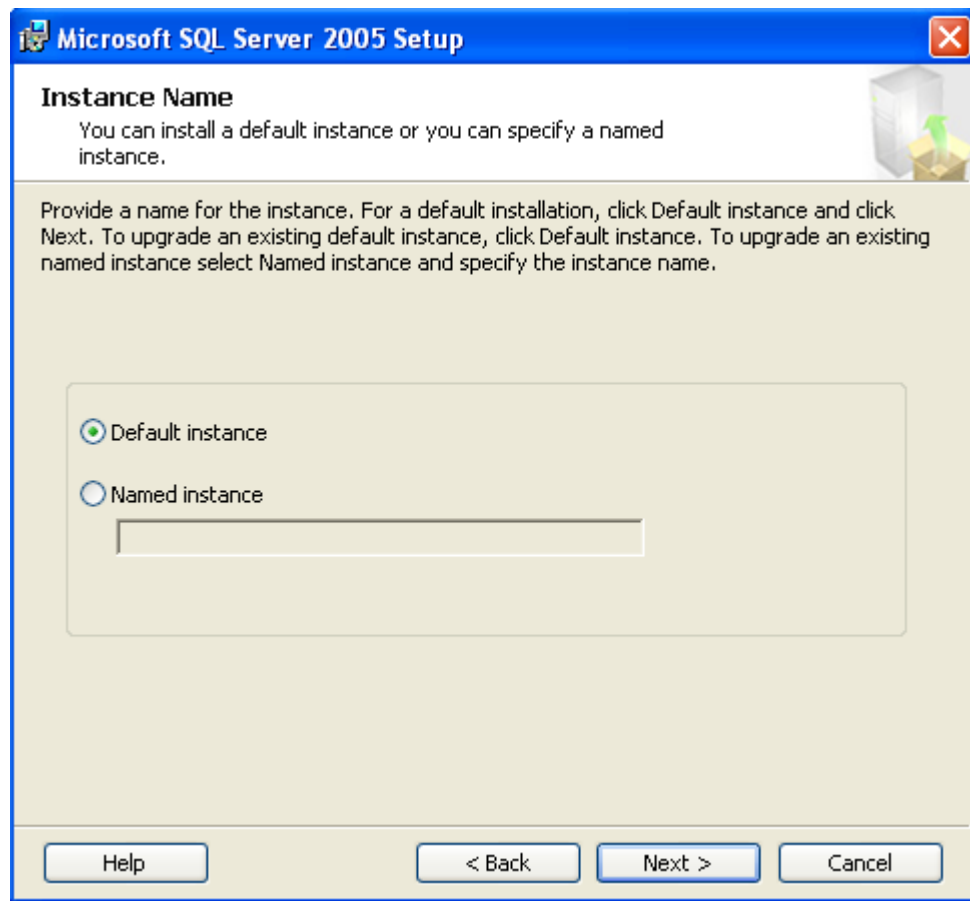 Microsoft SQL Server 2005 Setup
Instance Name
You can install a default instance or you can specify a named
instance.
Provide a name for the instance. For a default installation, click Default instance and click
Next. To upgrade an existing default instance, click Default instance. To upgrade an existing
named instance select Named instance and specify the instance name.
Default instance
Named instance
Help
< Back
Next >
Cancel